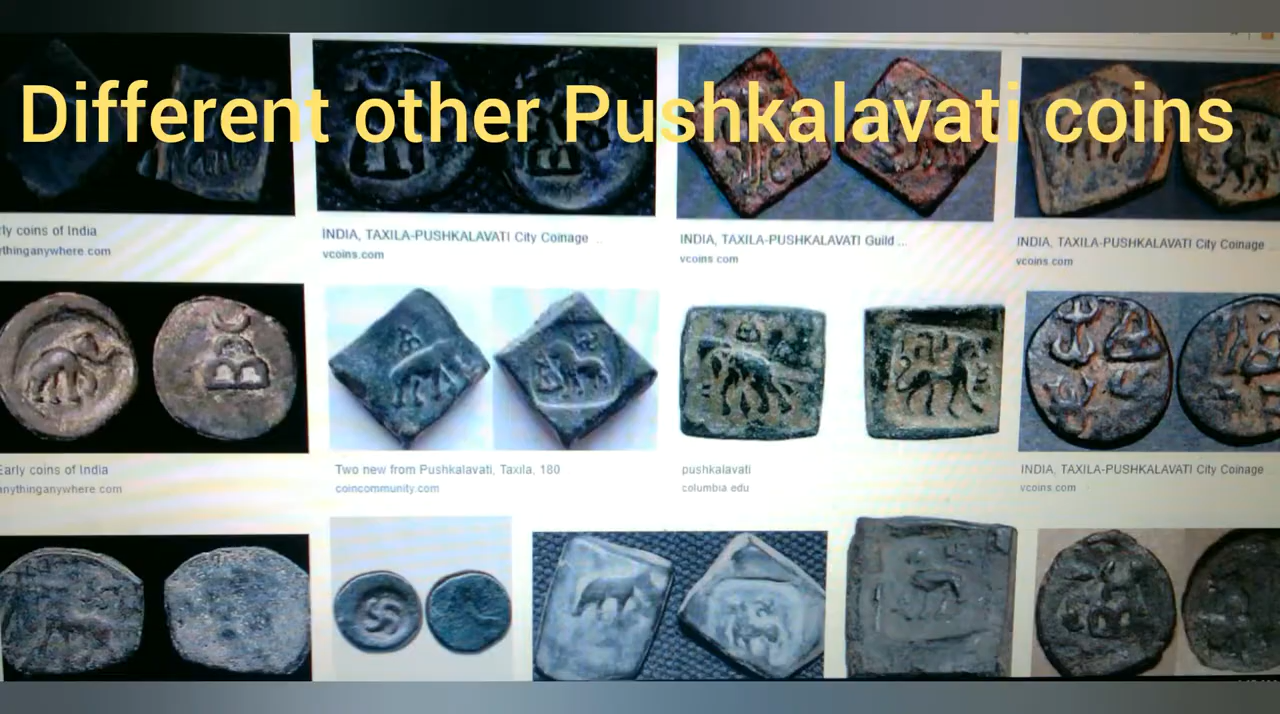 Different other Pushkalavati coins
rly coins of India
ythinganywhere.com
INDIA, TAXILA-PUSHKALAVATI City Coinage ...
vcoins.com
INDIA, TAXILA-PUSHKALAVATI Guild ...
vcoins.com
INDIA, TAXILA-PUSHKALAVATI City Coinage ...
vcoins.com
Early coins of India
anythinganywhere.com
Two new from Pushkalavati, Taxila, 180
coincommunity.com
pushkalavati
columbia.edu
INDIA, TAXILA-PUSHKALAVATI City Coinage ...
vcoins.com